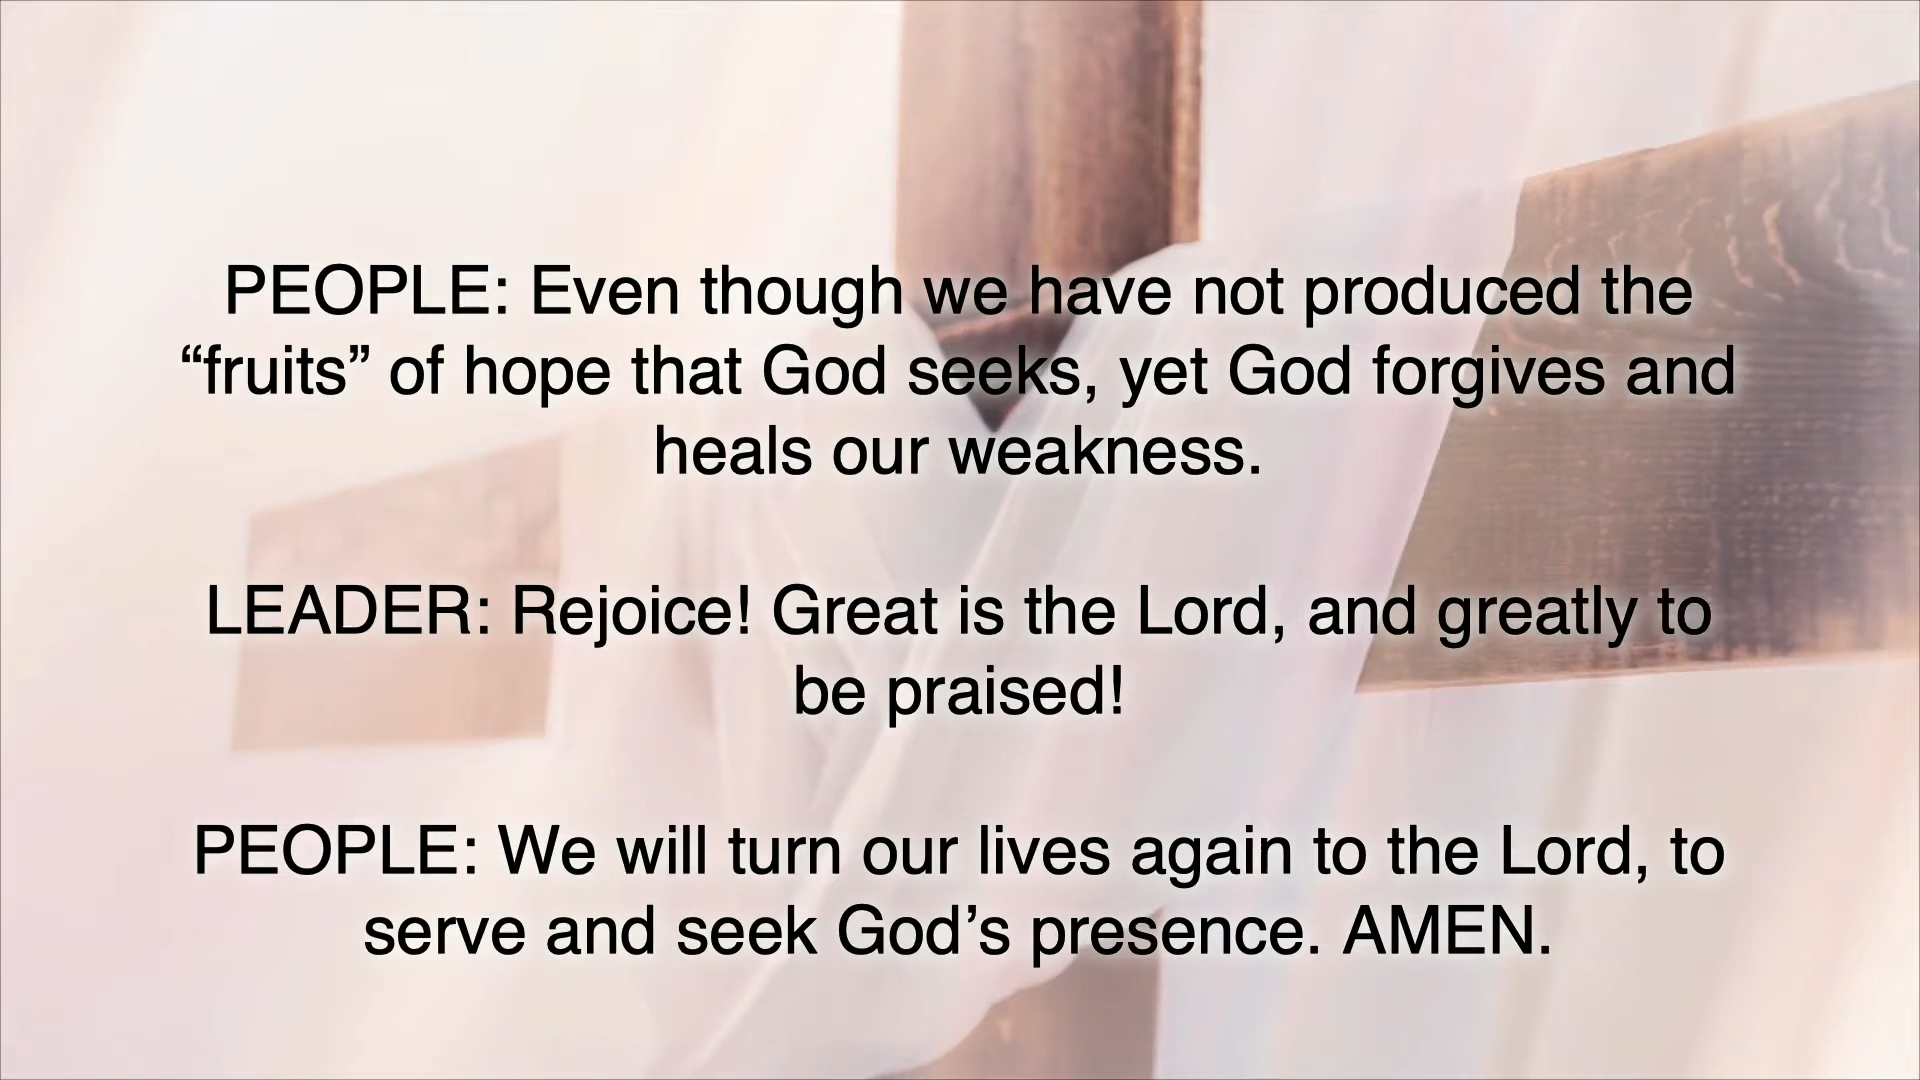 PEOPLE: Even though we have not produced the
“fruits” of hope that God seeks, yet God forgives and
heals our weakness.
LEADER: Rejoice! Great is the Lord, and greatly to
be praised!
PEOPLE: We will turn our lives again to the Lord, to
serve and seek God’s presence. AMEN.